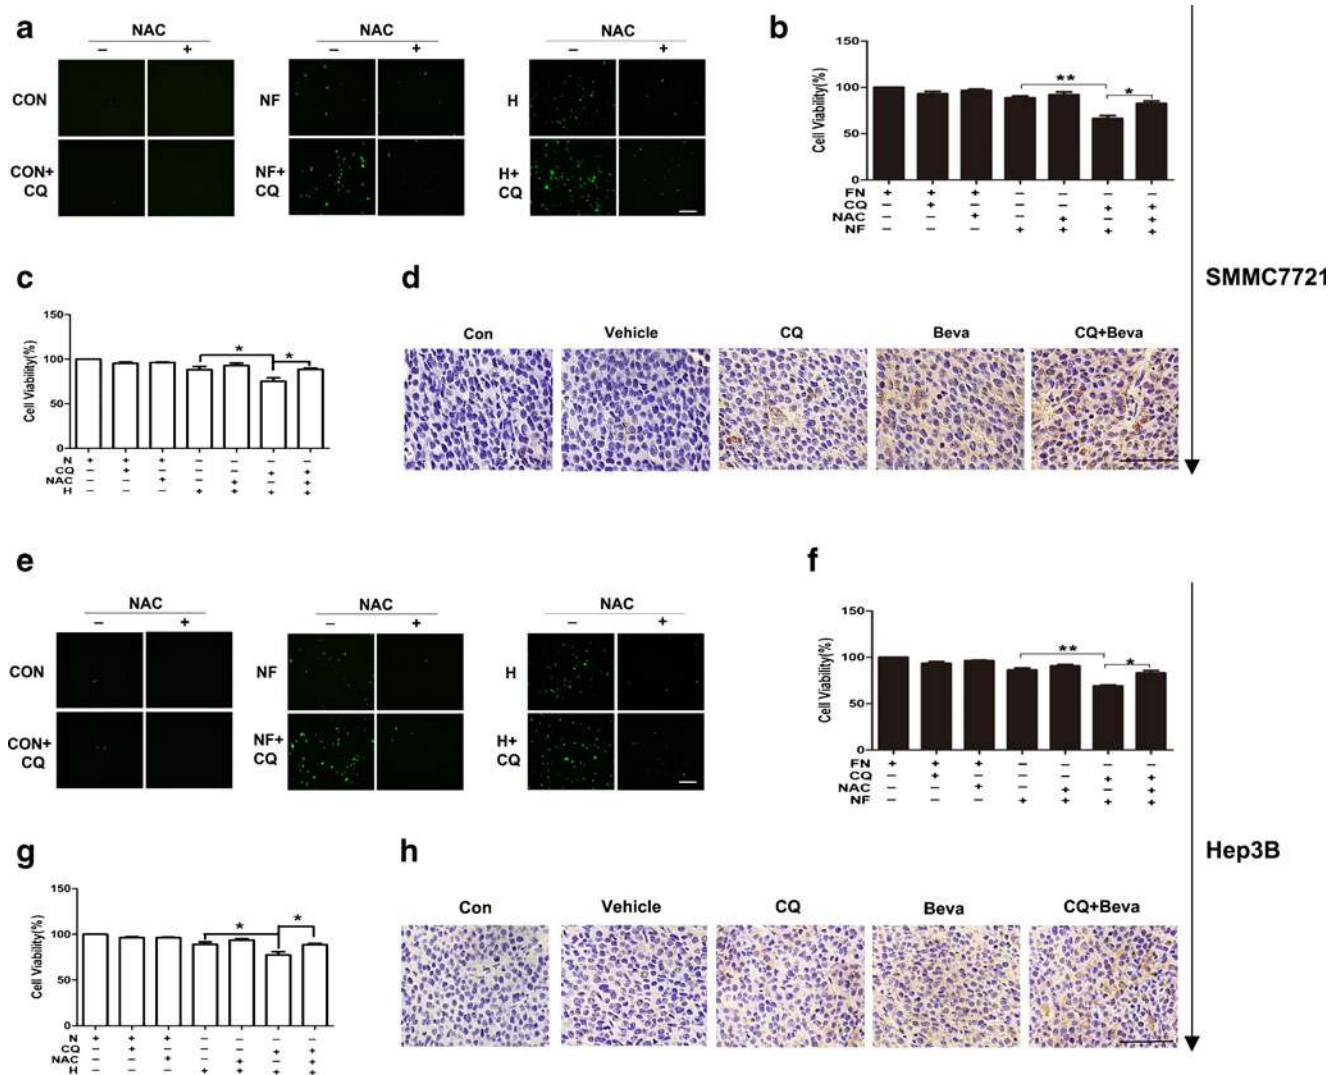 a
NAC
– +
NAC
– +
NAC
– +
CON
NF
H
CON+
CQ
NF+
CQ
H+
CQ
b
150
100
50
0
Cell Viability(%)
** *
FN + + + – – – –
CQ – + – – – + +
NAC – – + – + – +
NF – – – + + + +
SMMC7721
c
150
100
50
0
Cell Viability(%)
* *
N + + + – – – –
CQ – + – – – + +
NAC – – + – + – +
H – – – + + + +
d
Con Vehicle CQ Beva CQ+Beva
e
NAC
– +
NAC
– +
NAC
– +
CON
NF
H
CON+
CQ
NF+
CQ
H+
CQ
f
150
100
50
0
Cell Viability(%)
** *
FN + + + – – – –
CQ – + – – – + +
NAC – – + – + – +
NF – – – + + + +
Hep3B
g
150
100
50
0
Cell Viability(%)
* *
N + + + – – – –
CQ – + – – – + +
NAC – – + – + – +
H – – – + + + +
h
Con Vehicle CQ Beva CQ+Beva